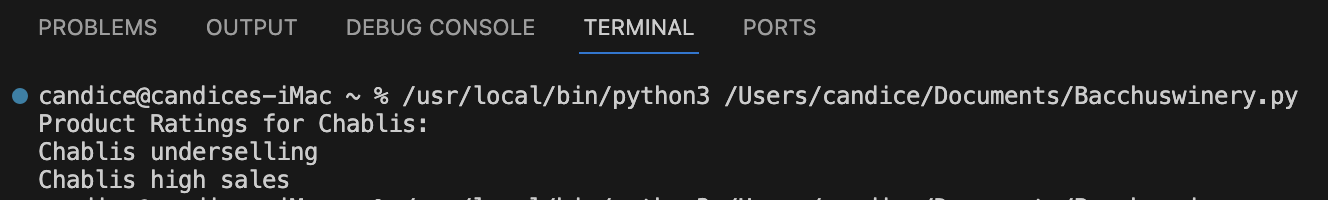 PROBLEMS OUTPUT DEBUG CONSOLE TERMINAL PORTS
candice@candices-iMac ~ % /usr/local/bin/python3 /Users/candice/Documents/Bacchuswinery.py
Product Ratings for Chablis:
Chablis underselling
Chablis high sales